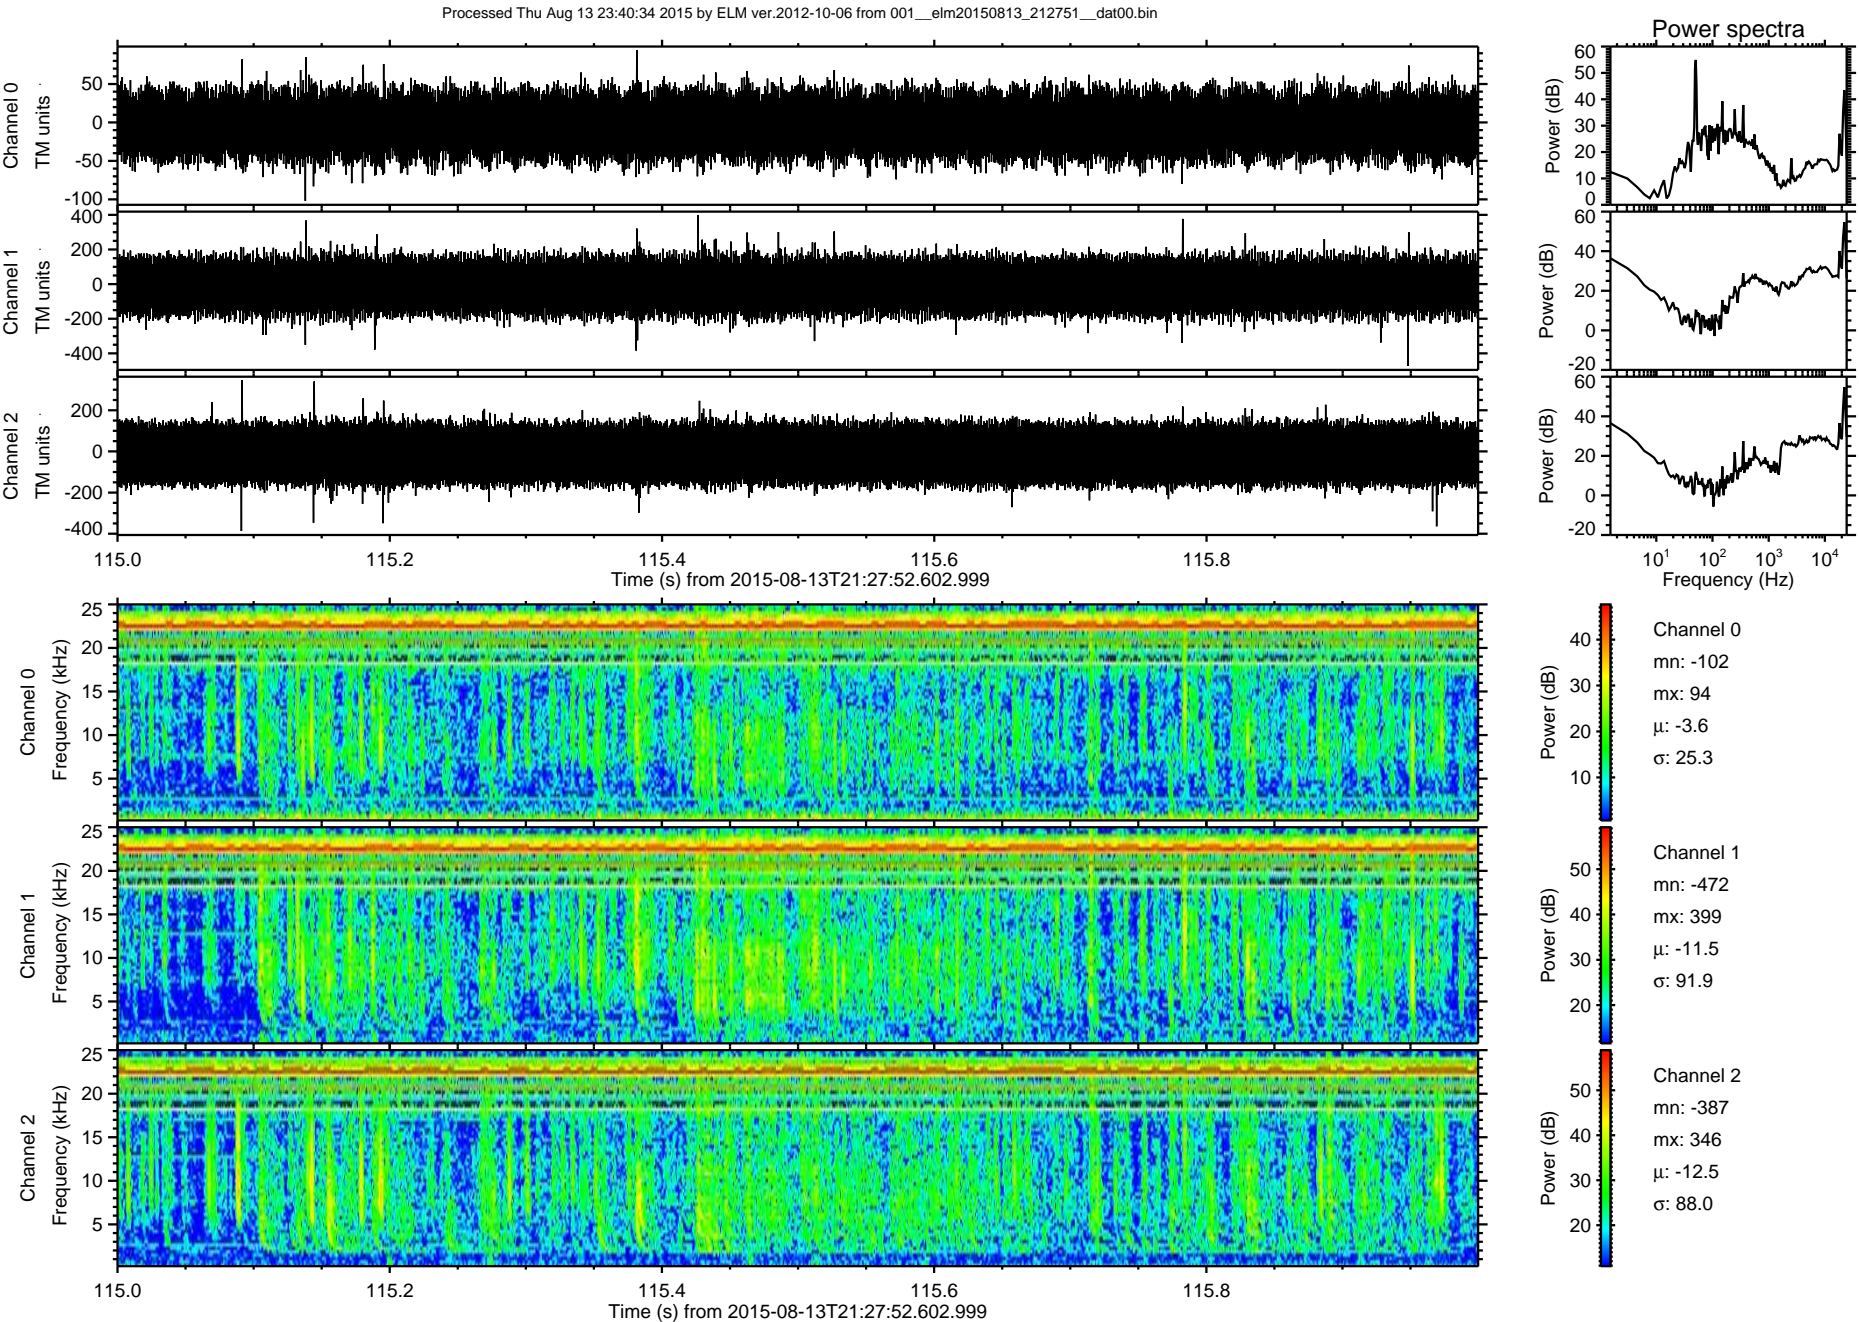 Processed Thu Aug 13 23:40:34 2015 by ELM ver.2012-10-06 from 001__elm20150813_212751__dat00.bin
Power spectra
Channel 0
TM units
50
0
-50
-100
Power (dB)
60
50
40
30
20
10
0
Channel 1
TM units
400
200
0
-200
-400
Power (dB)
60
40
20
0
-20
Channel 2
TM units
200
0
-200
-400
Power (dB)
60
40
20
0
-20
115.0 115.2 115.4 115.6 115.8
Time (s) from 2015-08-13T21:27:52.602.999
10¹ 10² 10³ 10⁴
Frequency (Hz)
Channel 0
Frequency (kHz)
25
20
15
10
5
Power (dB)
40
30
20
10
Channel 0
mn: -102
mx: 94
μ: -3.6
σ: 25.3
Channel 1
Frequency (kHz)
25
20
15
10
5
Power (dB)
50
40
30
20
Channel 1
mn: -472
mx: 399
μ: -11.5
σ: 91.9
Channel 2
Frequency (kHz)
25
20
15
10
5
Power (dB)
50
40
30
20
Channel 2
mn: -387
mx: 346
μ: -12.5
σ: 88.0
115.0 115.2 115.4 115.6 115.8
Time (s) from 2015-08-13T21:27:52.602.999